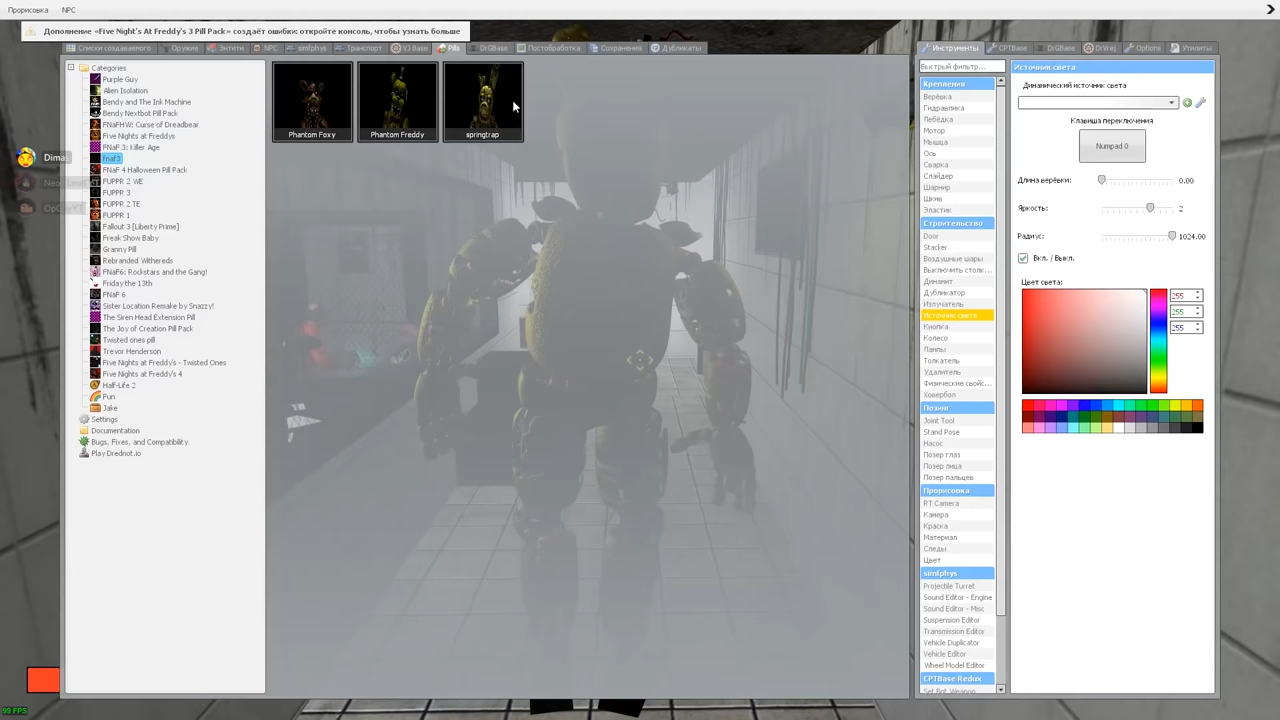 Прорисовка NPC
Дополнение «Five Night's At Freddy's 3 Pill Pack» создаёт ошибки: откройте консоль, чтобы узнать больше
Списки создаваемого Оружие Энтити NPC simfphys Транспорт VJ Base Pills DrGBase Постобработка Сохранения Дубликаты
Categories
Purple Guy
Alien Isolation
Bendy and The Ink Machine
Bendy Nextbot Pill Pack
FNaFHW: Curse of Dreadbear
Five Nights at Freddys
FNaF 3: Killer Age
fnaf3
FNaF 4 Halloween Pill Pack
FUPPR 2 WE
FUPPR 3
FUPPR 2 TE
FUPPR 1
Fallout 3 [Liberty Prime]
Freak Show Baby
Granny Pill
Rebranded Withereds
FNaF6: Rockstars and the Gang!
Friday the 13th
FNaF 6
Sister Location Remake by Snazzy!
The Siren Head Extension Pill
The Joy of Creation Pill Pack
Twisted ones pill
Trevor Henderson
Five Nights at Freddy's - Twisted Ones
Five Nights at Freddy's 4
Half-Life 2
Fun
Jake
Settings
Documentation
Bugs, Fixes, and Compatibility
Play Drednot.io
Dimas
Phantom Foxy
Phantom Freddy
springtrap
99 FPS
Инструменты CPTBase DrGBase DrVrej Options Утилиты
Быстрый фильтр...
Крепления
Верёвка
Гидравлика
Лебёдка
Мотор
Мышца
Ось
Сварка
Слайдер
Шарнир
Шкив
Эластик
Строительство
Door
Stacker
Воздушные шары
Выключить столк...
Динамит
Дубликатор
Излучатель
Источник света
Кнопка
Колесо
Лампы
Толкатель
Удалитель
Физические свойс...
Ховербол
Позинг
Joint Tool
Stand Pose
Насос
Позер глаз
Позер лица
Позер пальцев
Прорисовка
RT Camera
Камера
Краска
Материал
Следы
Цвет
simfphys
Projectile Turret
Sound Editor - Engine
Sound Editor - Misc
Suspension Editor
Transmission Editor
Vehicle Duplicator
Vehicle Editor
Wheel Model Editor
CPTBase Redux
Set Bot Weapon
Источник света
Динамический источник света
Клавиша переключения
Numpad 0
Длина верёвки: 0.00
Яркость: 2
Радиус: 1024.00
Вкл. / Выкл.
Цвет света:
255
255
255